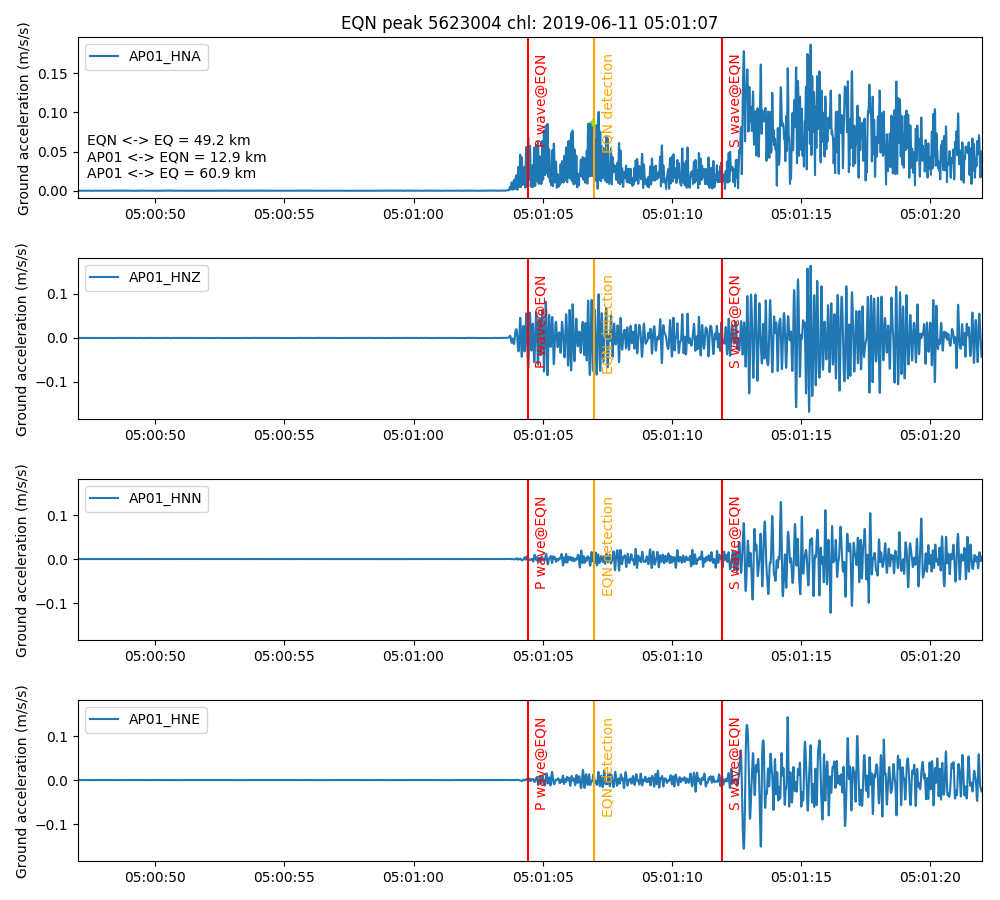 EQN peak 5623004 chl: 2019-06-11 05:01:07
Ground acceleration (m/s/s)
AP01_HNA
0.15
0.10
0.05
0.00
EQN <-> EQ = 49.2 km
AP01 <-> EQN = 12.9 km
AP01 <-> EQ = 60.9 km
P wave@EQN
EQN detection
S wave@EQN
05:00:50 05:00:55 05:01:00 05:01:05 05:01:10 05:01:15 05:01:20
Ground acceleration (m/s/s)
AP01_HNZ
0.1
0.0
−0.1
P wave@EQN
EQN detection
S wave@EQN
05:00:50 05:00:55 05:01:00 05:01:05 05:01:10 05:01:15 05:01:20
Ground acceleration (m/s/s)
AP01_HNN
0.1
0.0
−0.1
P wave@EQN
EQN detection
S wave@EQN
05:00:50 05:00:55 05:01:00 05:01:05 05:01:10 05:01:15 05:01:20
Ground acceleration (m/s/s)
AP01_HNE
0.1
0.0
−0.1
P wave@EQN
EQN detection
S wave@EQN
05:00:50 05:00:55 05:01:00 05:01:05 05:01:10 05:01:15 05:01:20